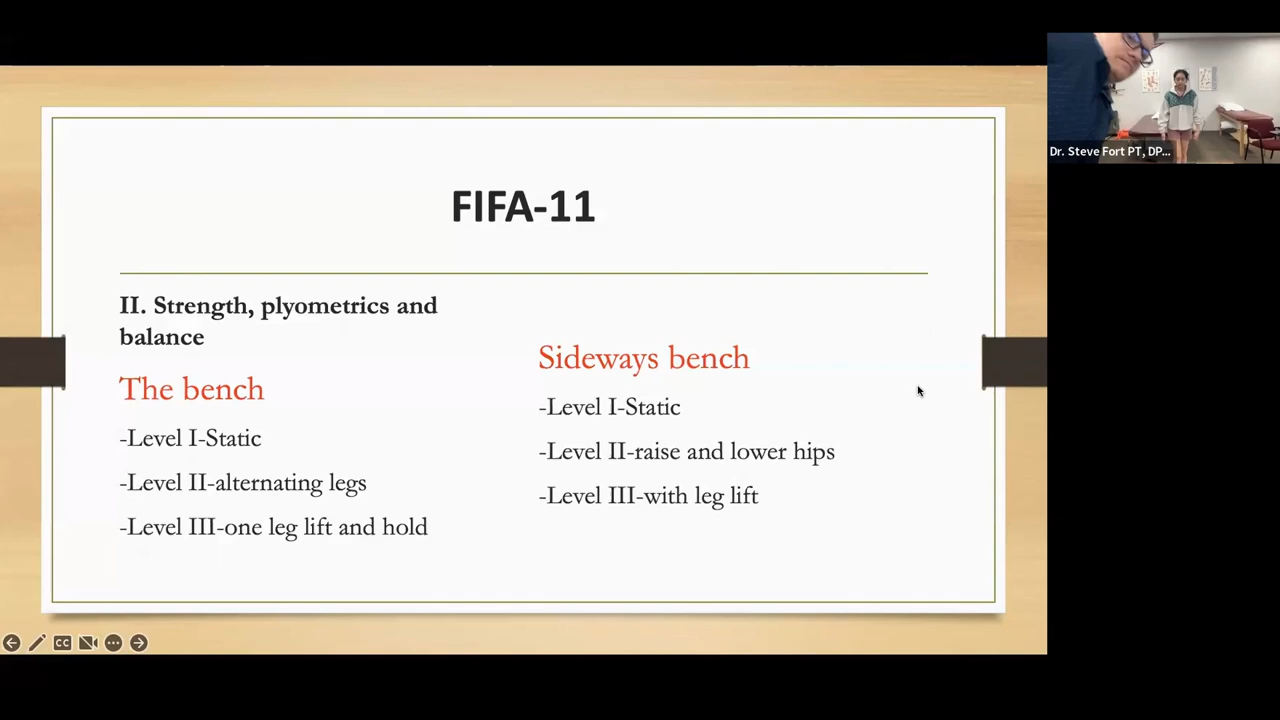 FIFA-11
II. Strength, plyometrics and
balance
The bench
-Level I-Static
-Level II-alternating legs
-Level III-one leg lift and hold
Sideways bench
-Level I-Static
-Level II-raise and lower hips
-Level III-with leg lift
Dr. Steve Fort PT, DP...
CC